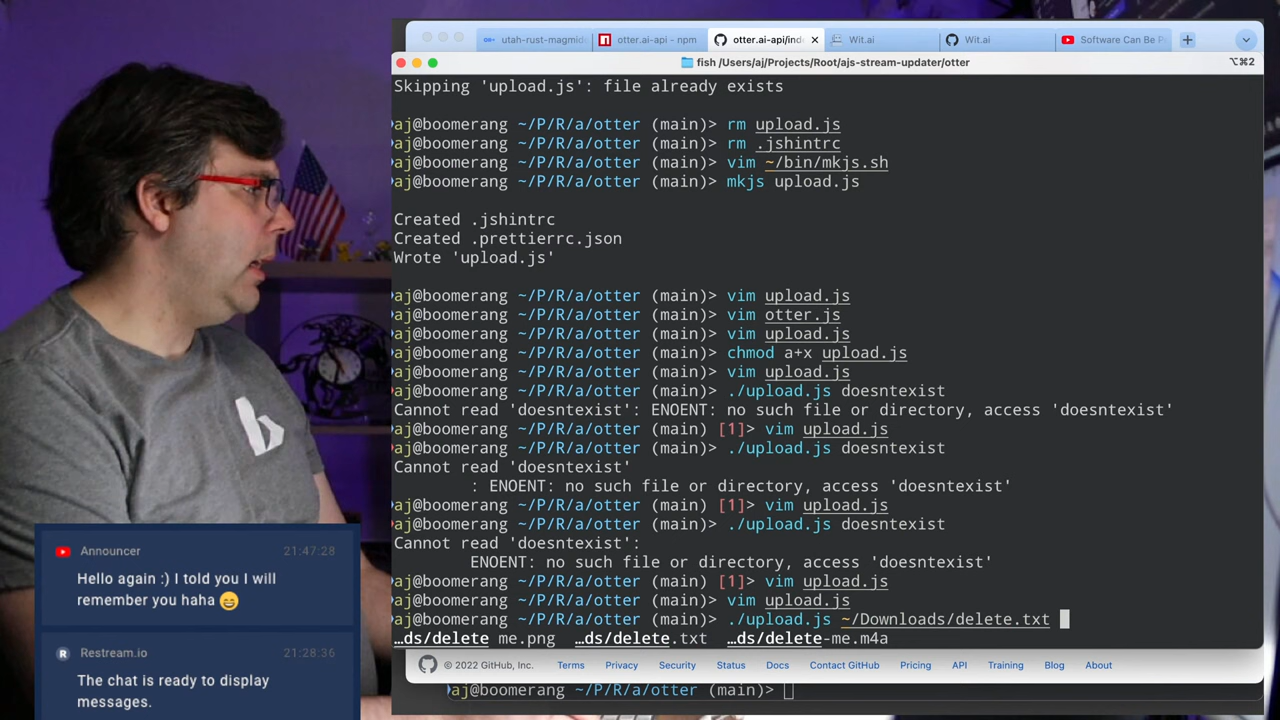 utah-rust-magmid
otter.ai-api - npm
otter.ai-api/ind
Wit.ai
Wit.ai
Software Can Be P
fish /Users/aj/Projects/Root/ajs-stream-updater/otter
⌥⌘2
Skipping 'upload.js': file already exists
aj@boomerang ~/P/R/a/otter (main)> rm upload.js
aj@boomerang ~/P/R/a/otter (main)> rm .jshintrc
aj@boomerang ~/P/R/a/otter (main)> vim ~/bin/mkjs.sh
aj@boomerang ~/P/R/a/otter (main)> mkjs upload.js
Created .jshintrc
Created .prettierrc.json
Wrote 'upload.js'
aj@boomerang ~/P/R/a/otter (main)> vim upload.js
aj@boomerang ~/P/R/a/otter (main)> vim otter.js
aj@boomerang ~/P/R/a/otter (main)> vim upload.js
aj@boomerang ~/P/R/a/otter (main)> chmod a+x upload.js
aj@boomerang ~/P/R/a/otter (main)> vim upload.js
aj@boomerang ~/P/R/a/otter (main)> ./upload.js doesntexist
Cannot read 'doesntexist': ENOENT: no such file or directory, access 'doesntexist'
aj@boomerang ~/P/R/a/otter (main) [1]> vim upload.js
aj@boomerang ~/P/R/a/otter (main)> ./upload.js doesntexist
Cannot read 'doesntexist'
: ENOENT: no such file or directory, access 'doesntexist'
aj@boomerang ~/P/R/a/otter (main) [1]> vim upload.js
aj@boomerang ~/P/R/a/otter (main)> ./upload.js doesntexist
Cannot read 'doesntexist':
ENOENT: no such file or directory, access 'doesntexist'
aj@boomerang ~/P/R/a/otter (main) [1]> vim upload.js
aj@boomerang ~/P/R/a/otter (main)> vim upload.js
aj@boomerang ~/P/R/a/otter (main)> ./upload.js ~/Downloads/delete.txt
…ds/delete me.png …ds/delete.txt …ds/delete-me.m4a
© 2022 GitHub, Inc. Terms Privacy Security Status Docs Contact GitHub Pricing API Training Blog About
aj@boomerang ~/P/R/a/otter (main)>
Announcer 21:47:28
Hello again :) I told you I will
remember you haha 😄
Restream.io 21:28:36
The chat is ready to display
messages.